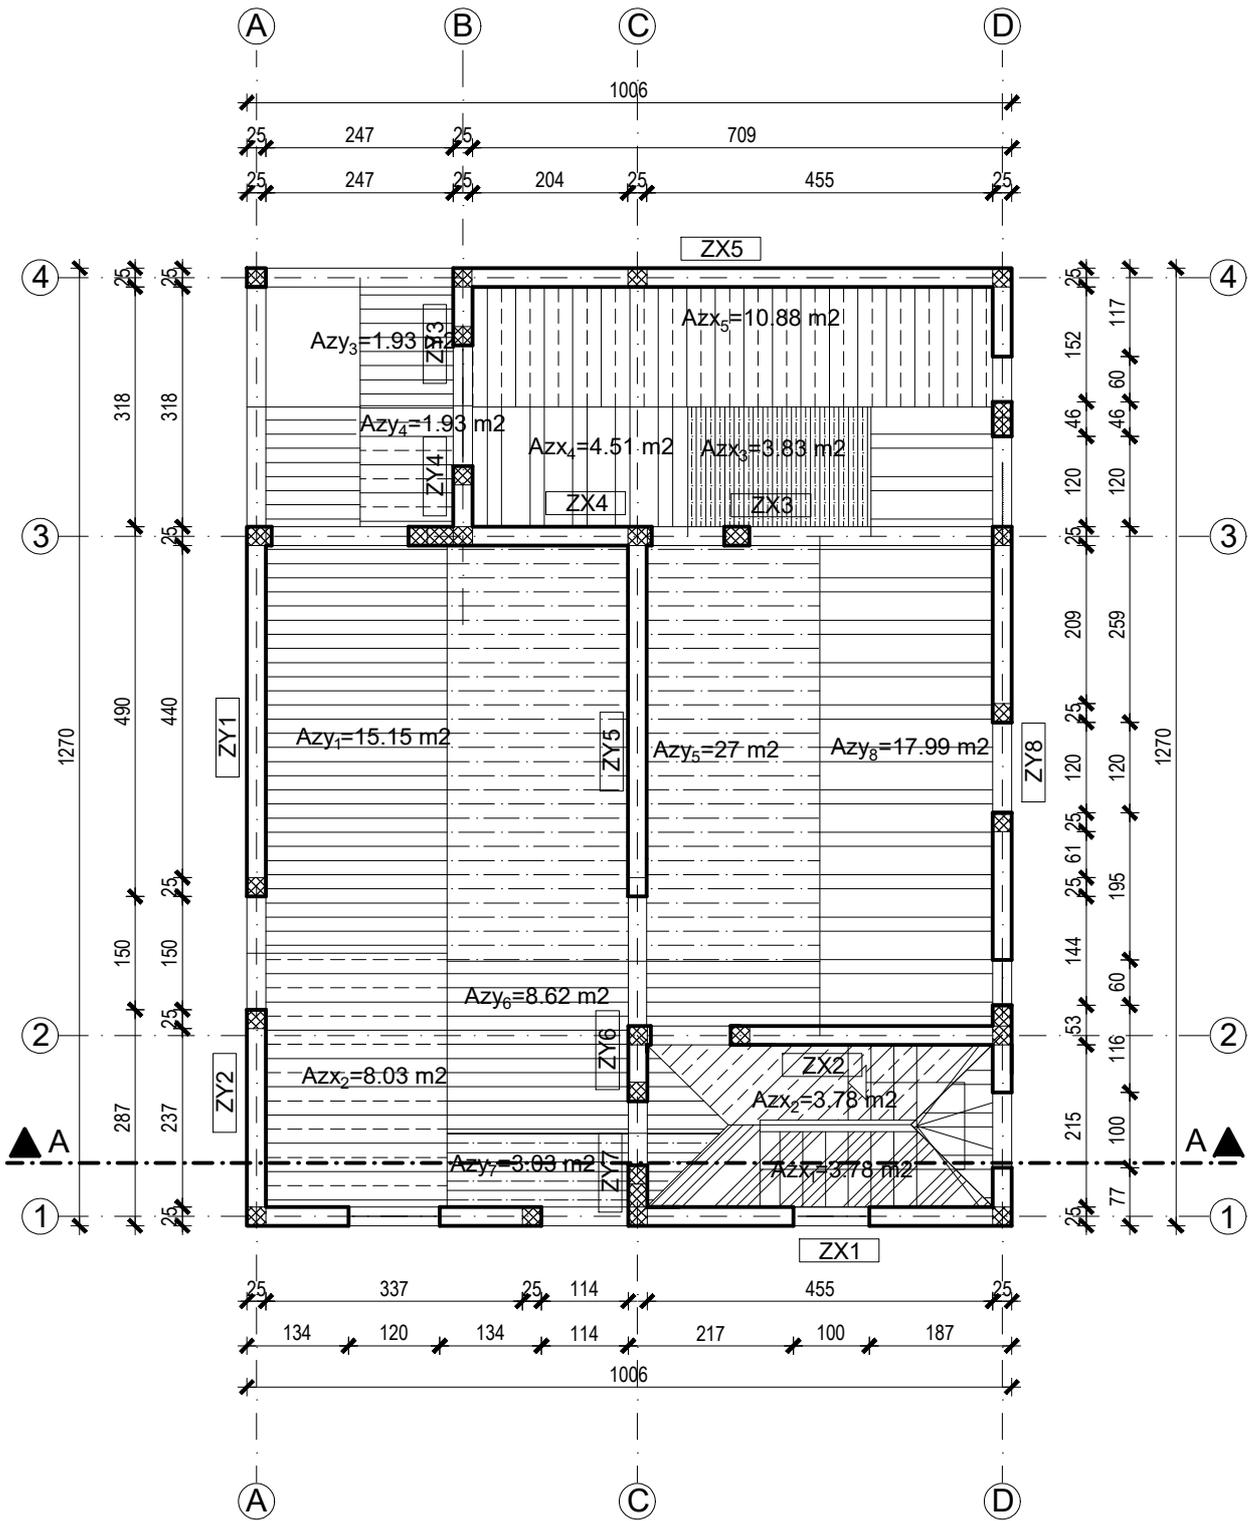 A B C D
1006
25 247 25 709
25 247 25 204 25 455 25
ZX5
4 4
25 25 25
Azx5=10.88 m2
117
Azy3=1.93 m2
ZY3
152
60
318 318
46 46
Azy4=1.93 m2
Azx4=4.51 m2
Azx3=3.83 m2
ZY4
120 120
ZX4
ZX3
3 3
25 25
209 259
25
490 440
1270 1270
ZY1
ZY5
ZY8
Azy1=15.15 m2
Azy5=27 m2
Azy8=17.99 m2
120 120
25
61
25 25
195
150 150
144
60
Azy6=8.62 m2
25
2 2
53
ZY6
116
ZX2
Azx2=8.03 m2
ZY2
Azx2=3.78 m2
287 237
215 100
A A
Azy7=3.03 m2
ZY7
Azx1=3.78 m2
77
1 1
25 25
ZX1
25 337 25 114 455 25
134 120 134 114 217 100 187
1006
A C D